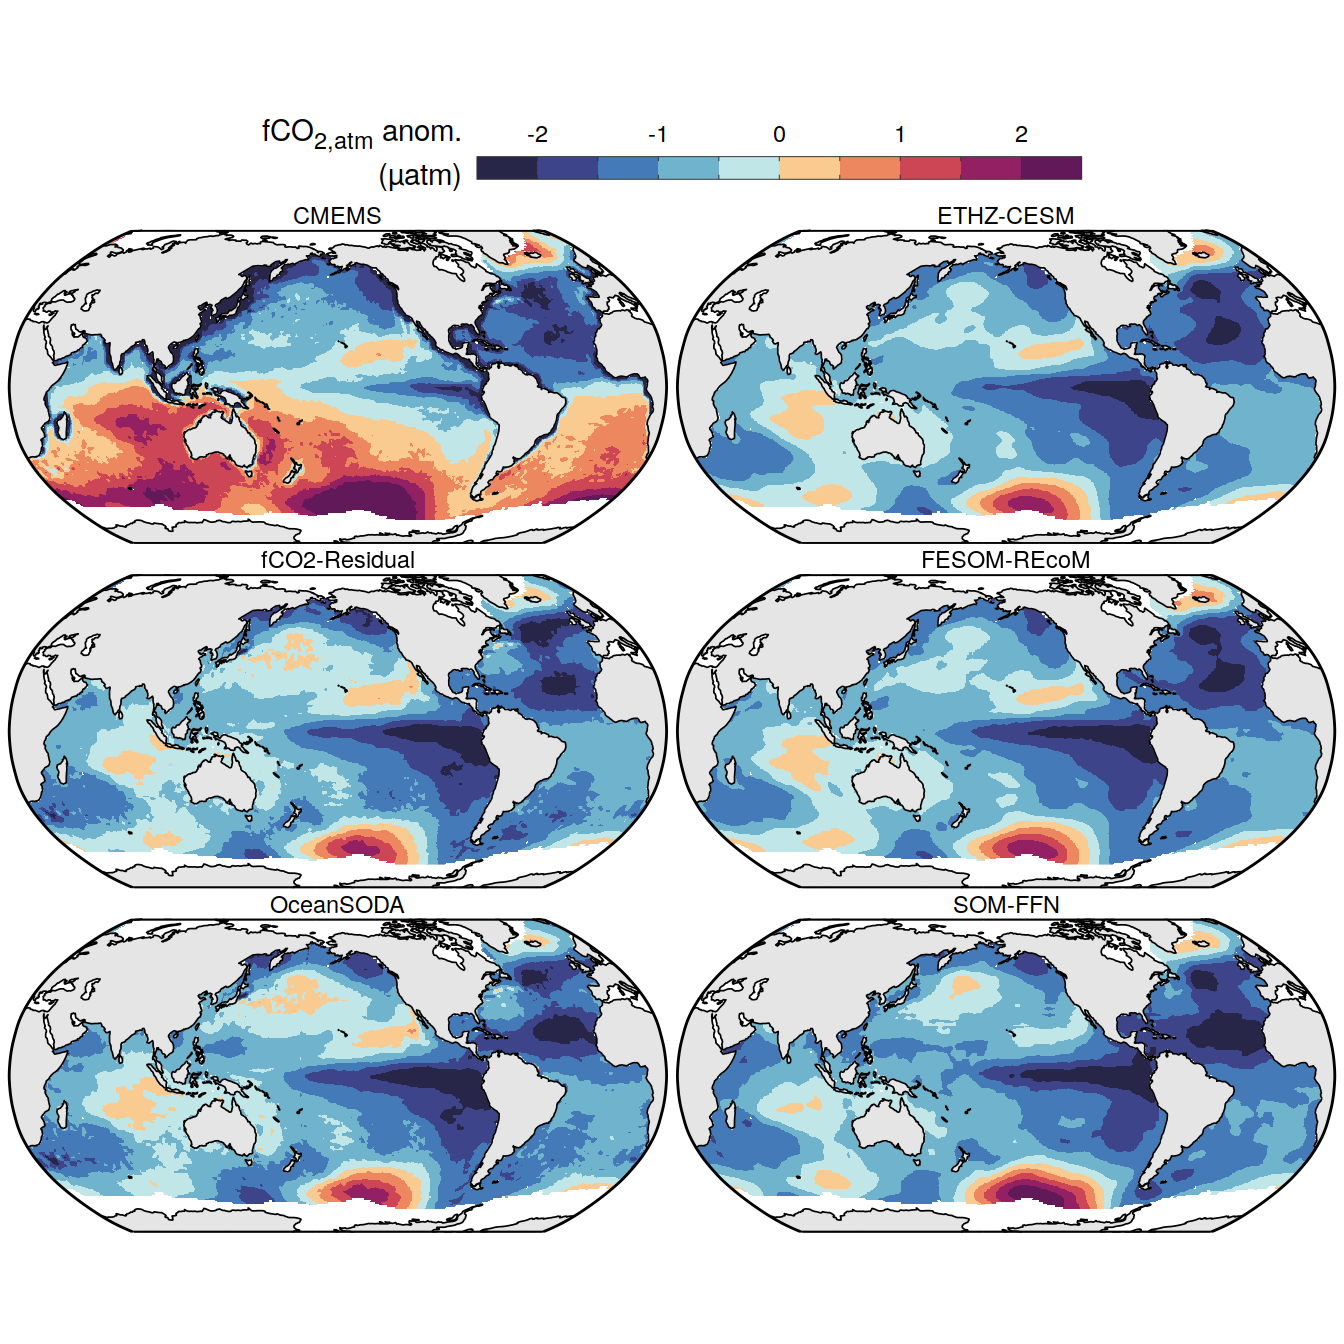 fCO2,atm anom.
(µatm)
-2 -1 0 1 2
CMEMS
ETHZ-CESM
fCO2-Residual
FESOM-REcoM
OceanSODA
SOM-FFN